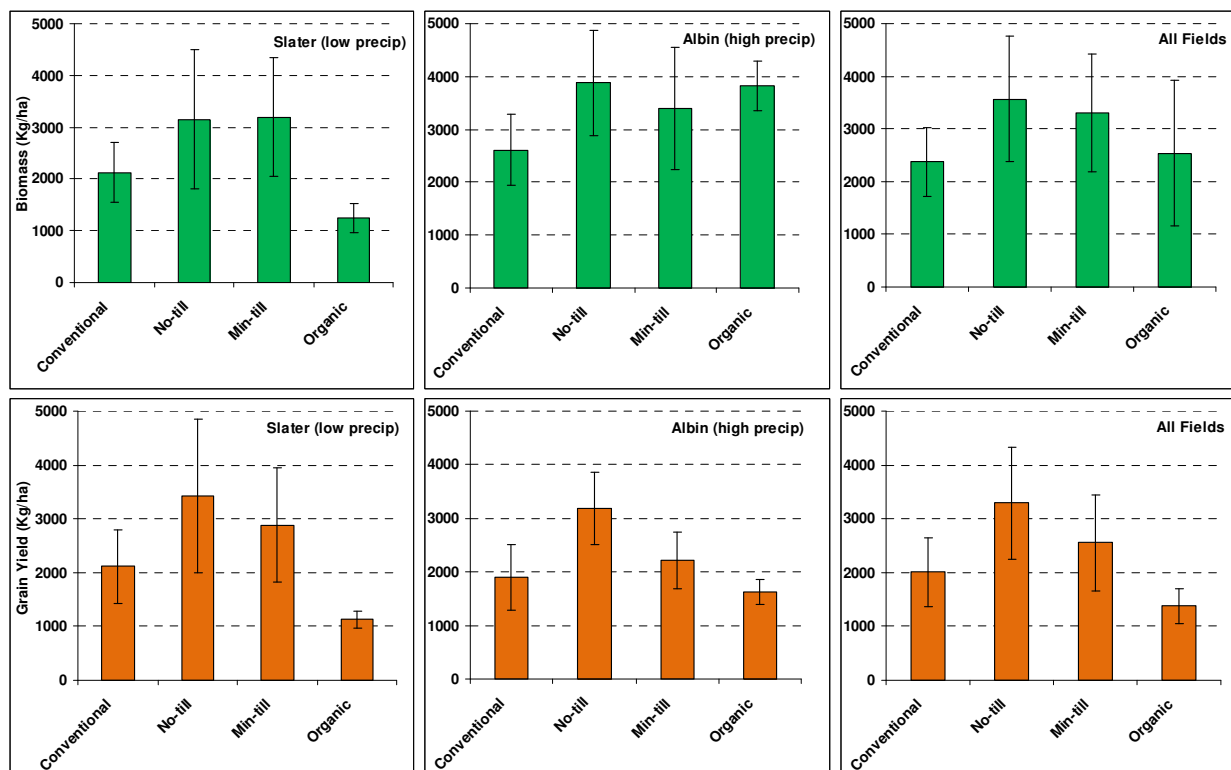 Slater (low precip)
Biomass (Kg/ha)
5000
4000
3000
2000
1000
0
Conventional
No-till
Min-till
Organic
Albin (high precip)
5000
4000
3000
2000
1000
0
Conventional
No-till
Min-till
Organic
All Fields
5000
4000
3000
2000
1000
0
Conventional
No-till
Min-till
Organic
Slater (low precip)
Grain Yield (Kg/ha)
5000
4000
3000
2000
1000
0
Conventional
No-till
Min-till
Organic
Albin (high precip)
5000
4000
3000
2000
1000
0
Conventional
No-till
Min-till
Organic
All Fields
5000
4000
3000
2000
1000
0
Conventional
No-till
Min-till
Organic